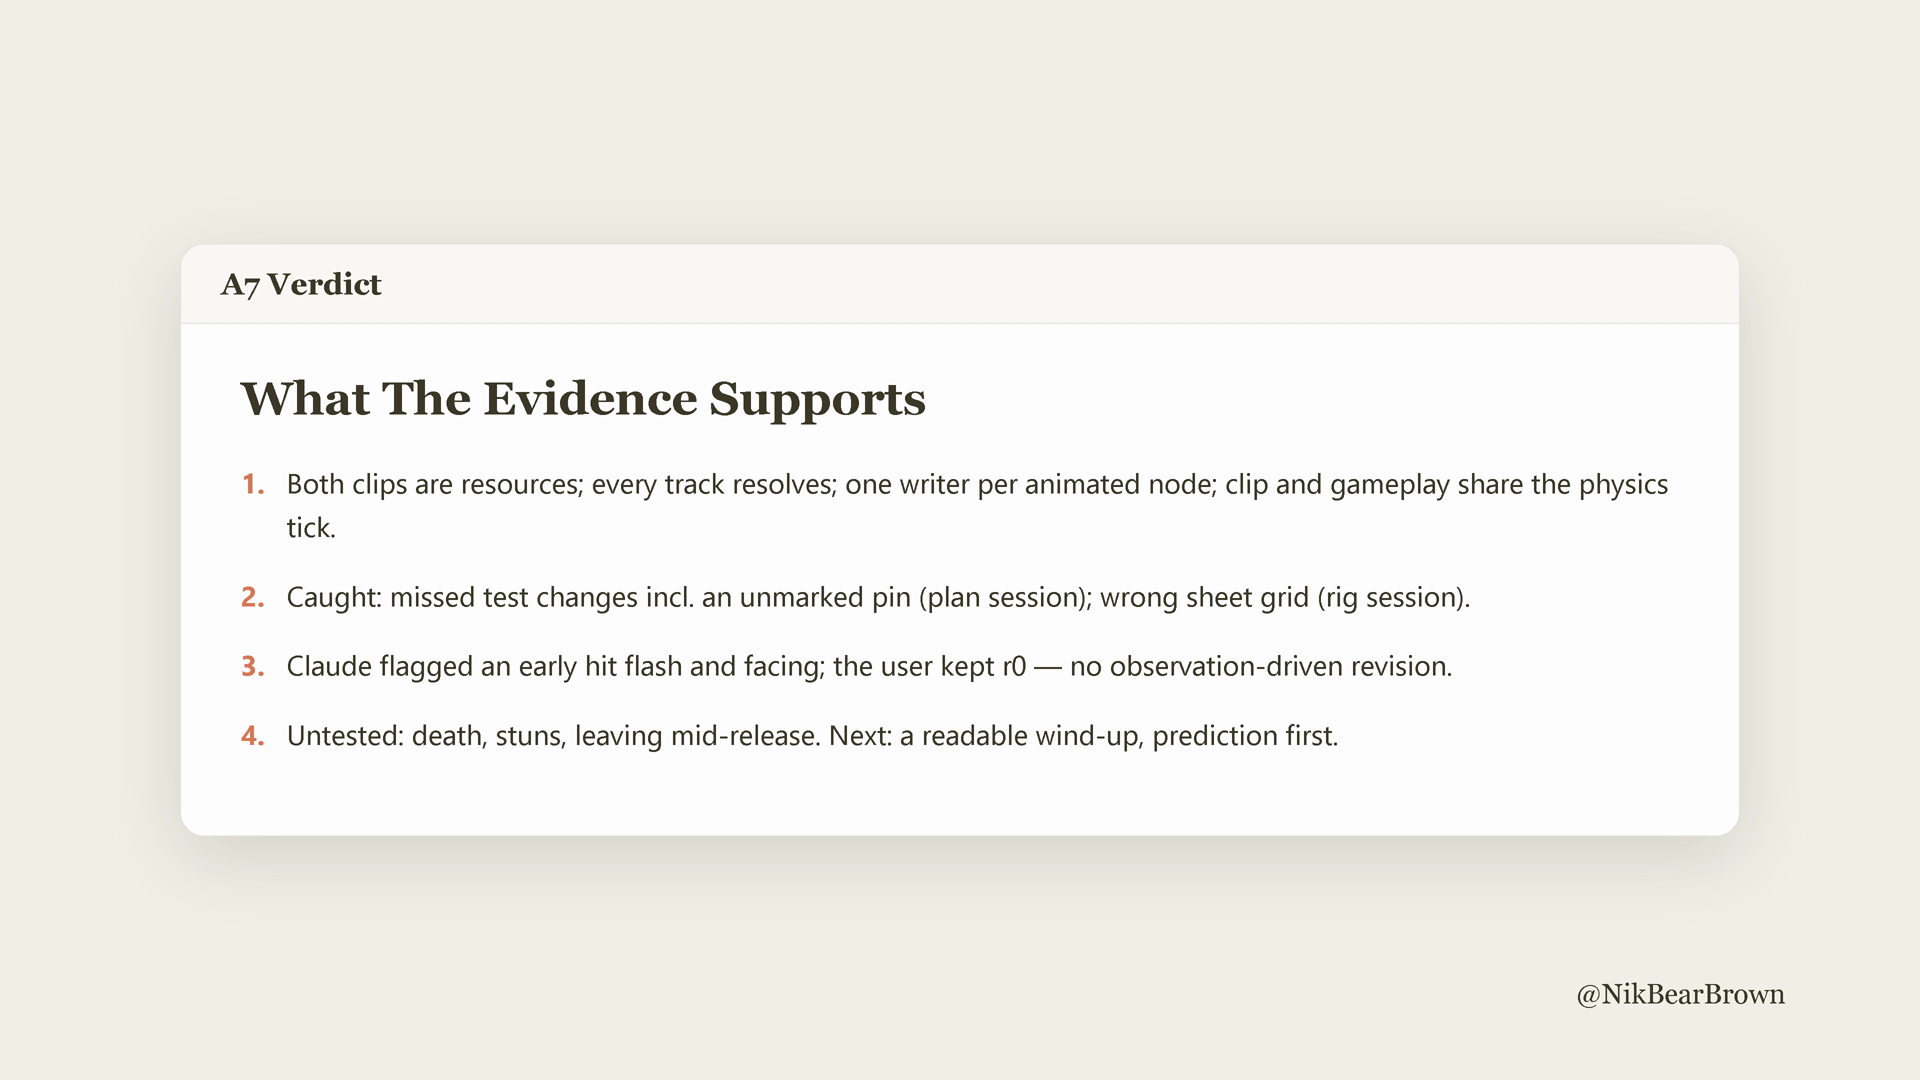 A7 Verdict
What The Evidence Supports
1. Both clips are resources; every track resolves; one writer per animated node; clip and gameplay share the physics
tick.
2. Caught: missed test changes incl. an unmarked pin (plan session); wrong sheet grid (rig session).
3. Claude flagged an early hit flash and facing; the user kept r0 — no observation-driven revision.
4. Untested: death, stuns, leaving mid-release. Next: a readable wind-up, prediction first.
@NikBearBrown